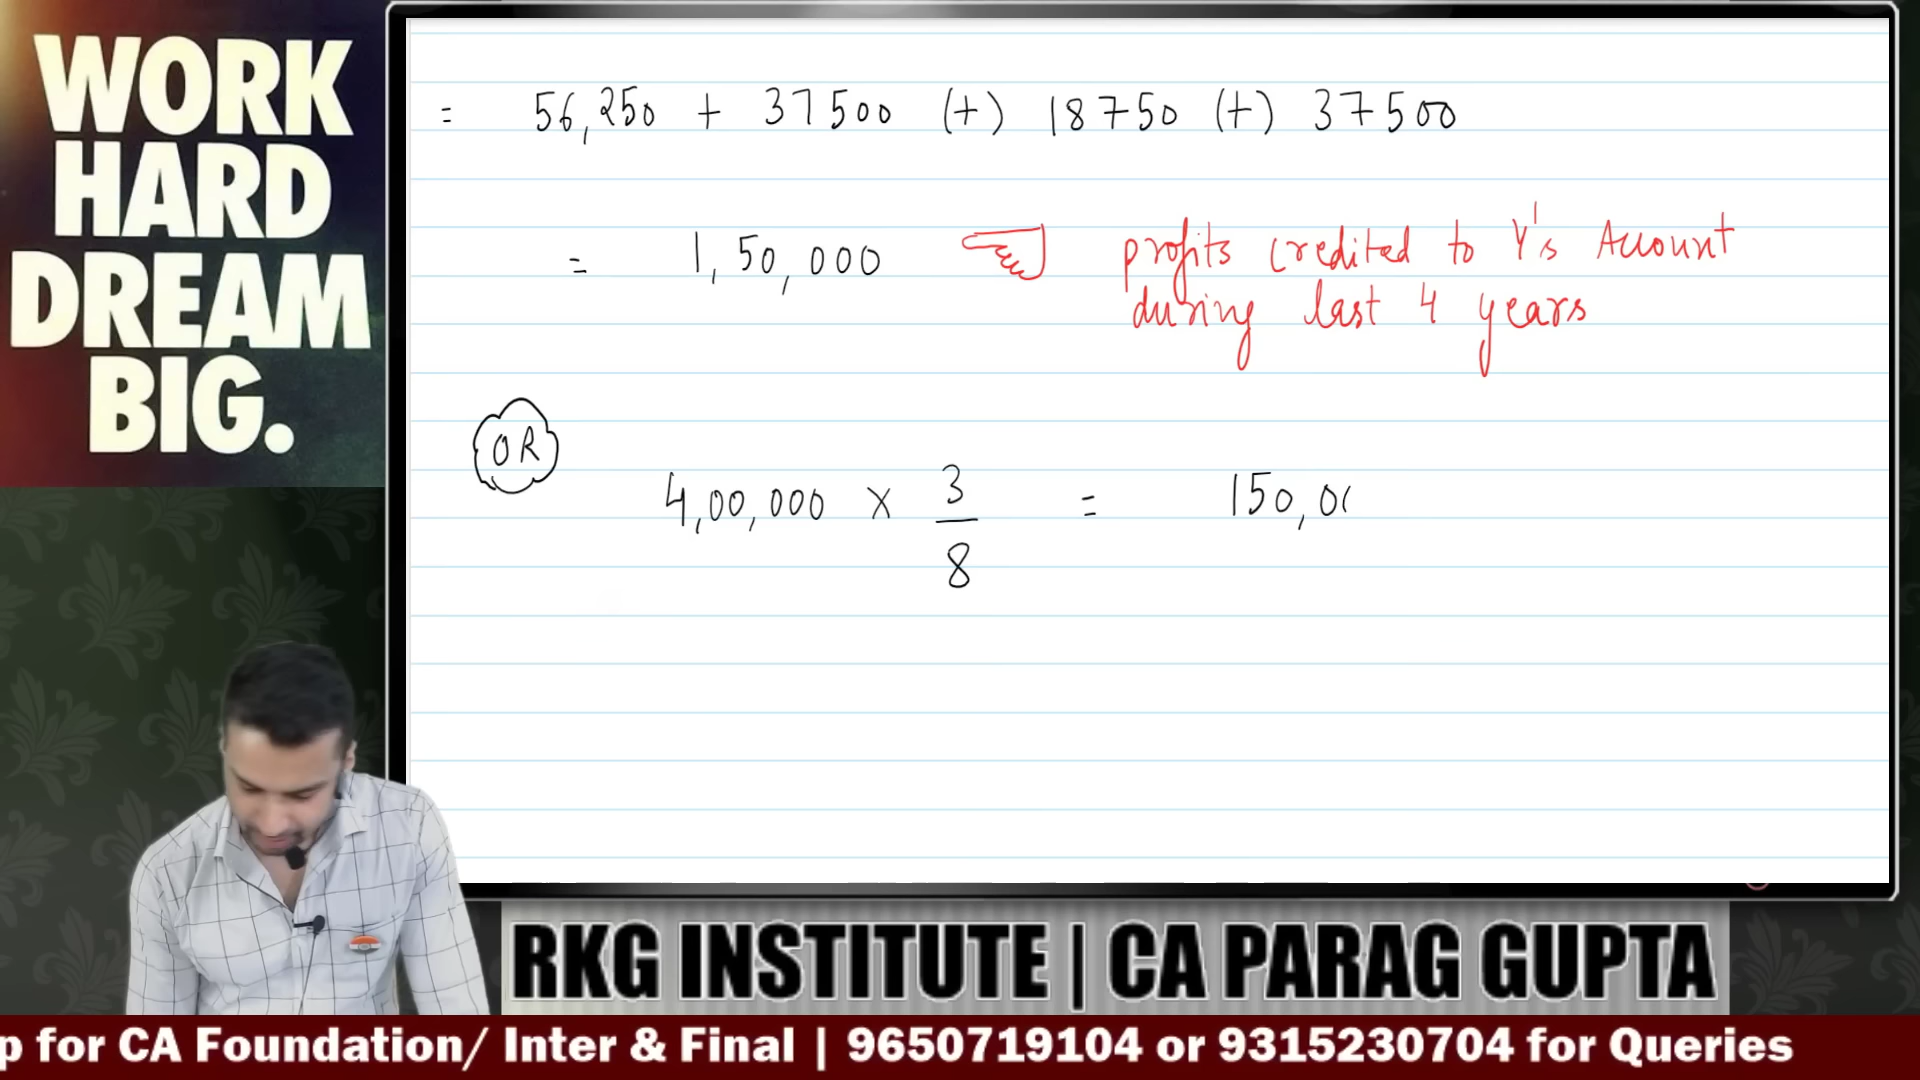 WORK
HARD
DREAM
BIG.
= 56,250 + 37500 (+) 18750 (+) 37500
= 1,50,000 profits credited to Y's Account
during last 4 years
OR
4,00,000 x 3/8 = 150,00
RKG INSTITUTE | CA PARAG GUPTA
p for CA Foundation/ Inter & Final | 9650719104 or 9315230704 for Queries